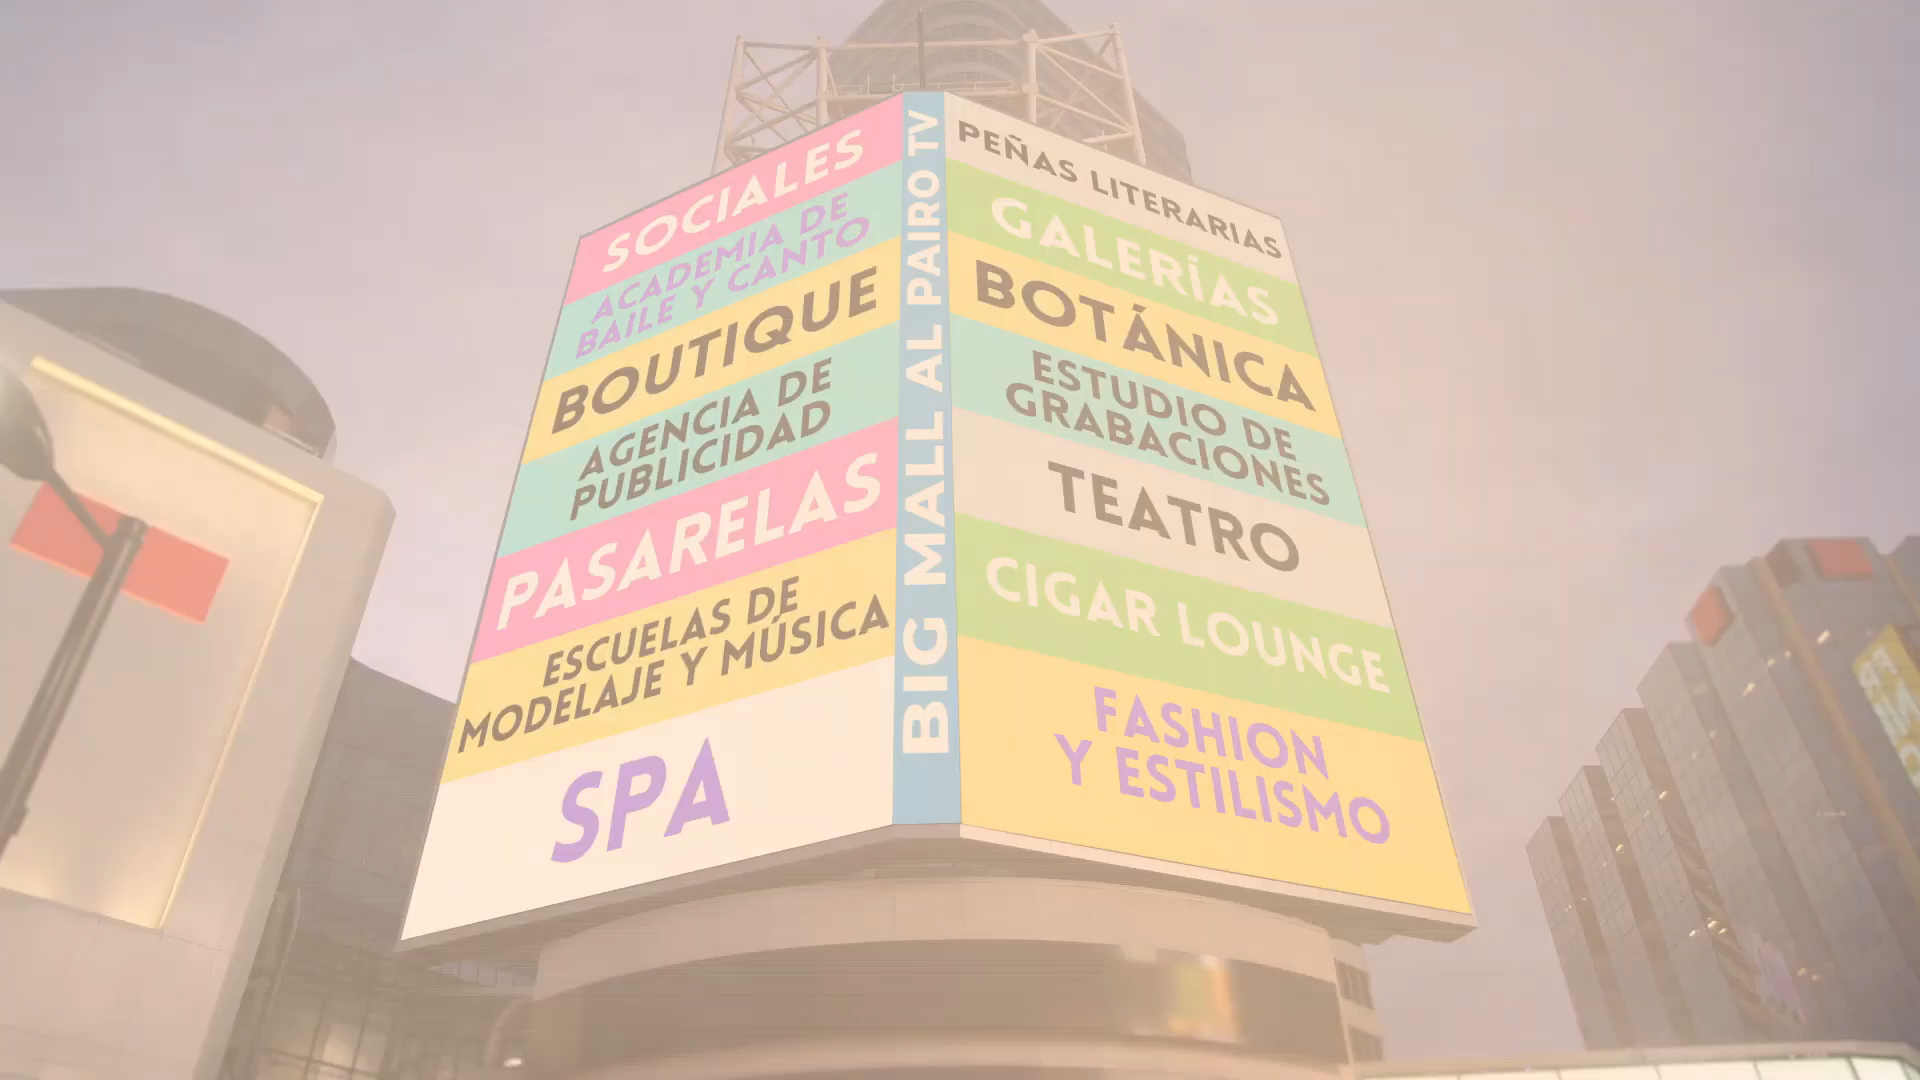 SOCIALES
ACADEMIA DE
BAILE Y CANTO
BOUTIQUE
AGENCIA DE
PUBLICIDAD
PASARELAS
ESCUELAS DE
MODELAJE Y MÚSICA
SPA
BIG MALL AL PAIRO TV
PEÑAS LITERARIAS
GALERÍAS
BOTÁNICA
ESTUDIO DE
GRABACIONES
TEATRO
CIGAR LOUNGE
FASHION
Y ESTILISMO